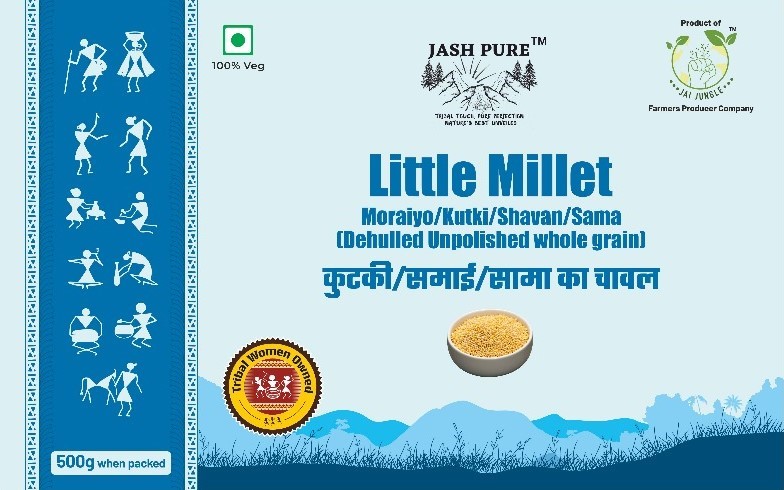 100% Veg
JASH PURE™
TRIBAL TOUCH, PURE PERFECTION
NATURE'S BEST UNVEILED
Product of
TM
JAI JUNGLE
Farmers Producer Company
Little Millet
Moraiyo/Kutki/Shavan/Sama
(Dehulled Unpolished whole grain)
कुटकी/समाई/सामा का चावल
Tribal Women Owned
500g when packed